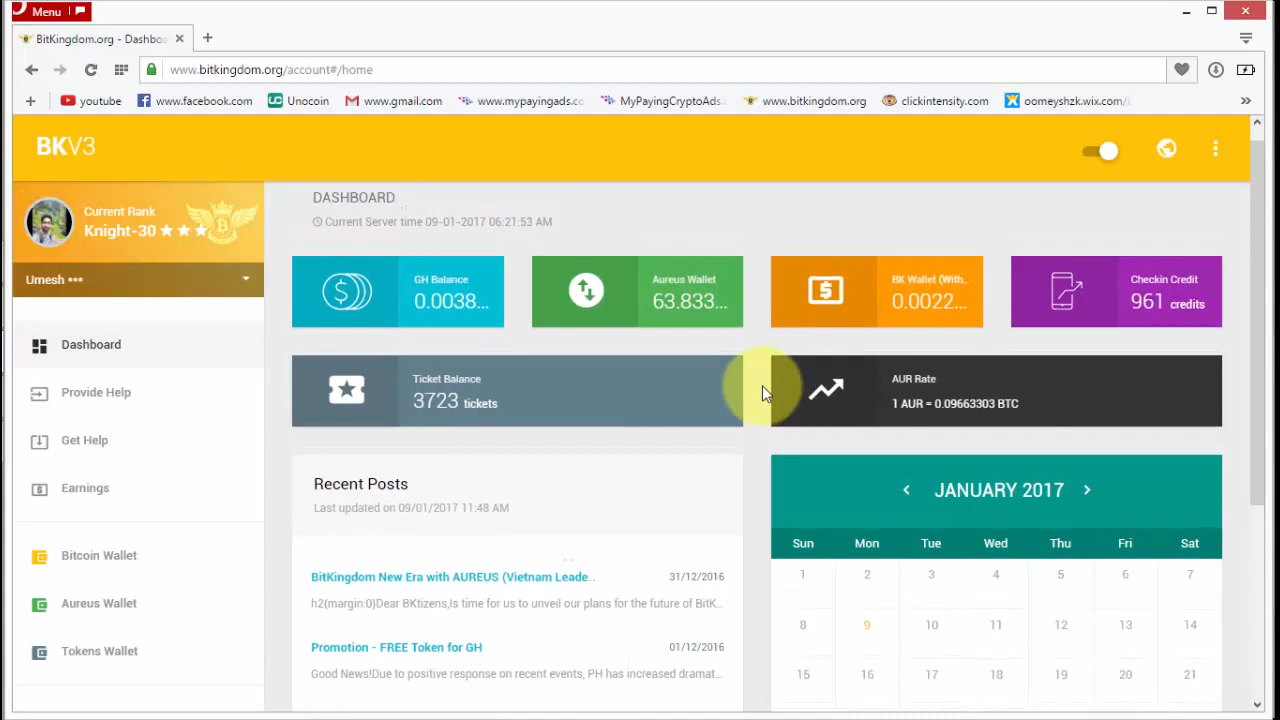 Menu
BitKingdom.org - Dashbo
www.bitkingdom.org/account#/home
youtube
www.facebook.com
Unocoin
www.gmail.com
www.mypayingads.cc
MyPayingCryptoAds.
www.bitkingdom.org
clickintensity.com
oomeyshzk.wix.com/i
BKV3
Current Rank
Knight-30
Umesh ***
Dashboard
Provide Help
Get Help
Earnings
Bitcoin Wallet
Aureus Wallet
Tokens Wallet
DASHBOARD
Current Server time 09-01-2017 06:21:53 AM
GH Balance
0.0038...
Aureus Wallet
63.833...
BK Wallet (With..
0.0022...
Checkin Credit
961 credits
Ticket Balance
3723 tickets
AUR Rate
1 AUR = 0.09663303 BTC
Recent Posts
Last updated on 09/01/2017 11:48 AM
BitKingdom New Era with AUREUS (Vietnam Leade... 31/12/2016
h2{margin:0}Dear BKtizens,Is time for us to unveil our plans for the future of BitK...
Promotion - FREE Token for GH 01/12/2016
Good News!Due to positive response on recent events, PH has increased dramat...
JANUARY 2017
Sun Mon Tue Wed Thu Fri Sat
1 2 3 4 5 6 7
8 9 10 11 12 13 14
15 16 17 18 19 20 21